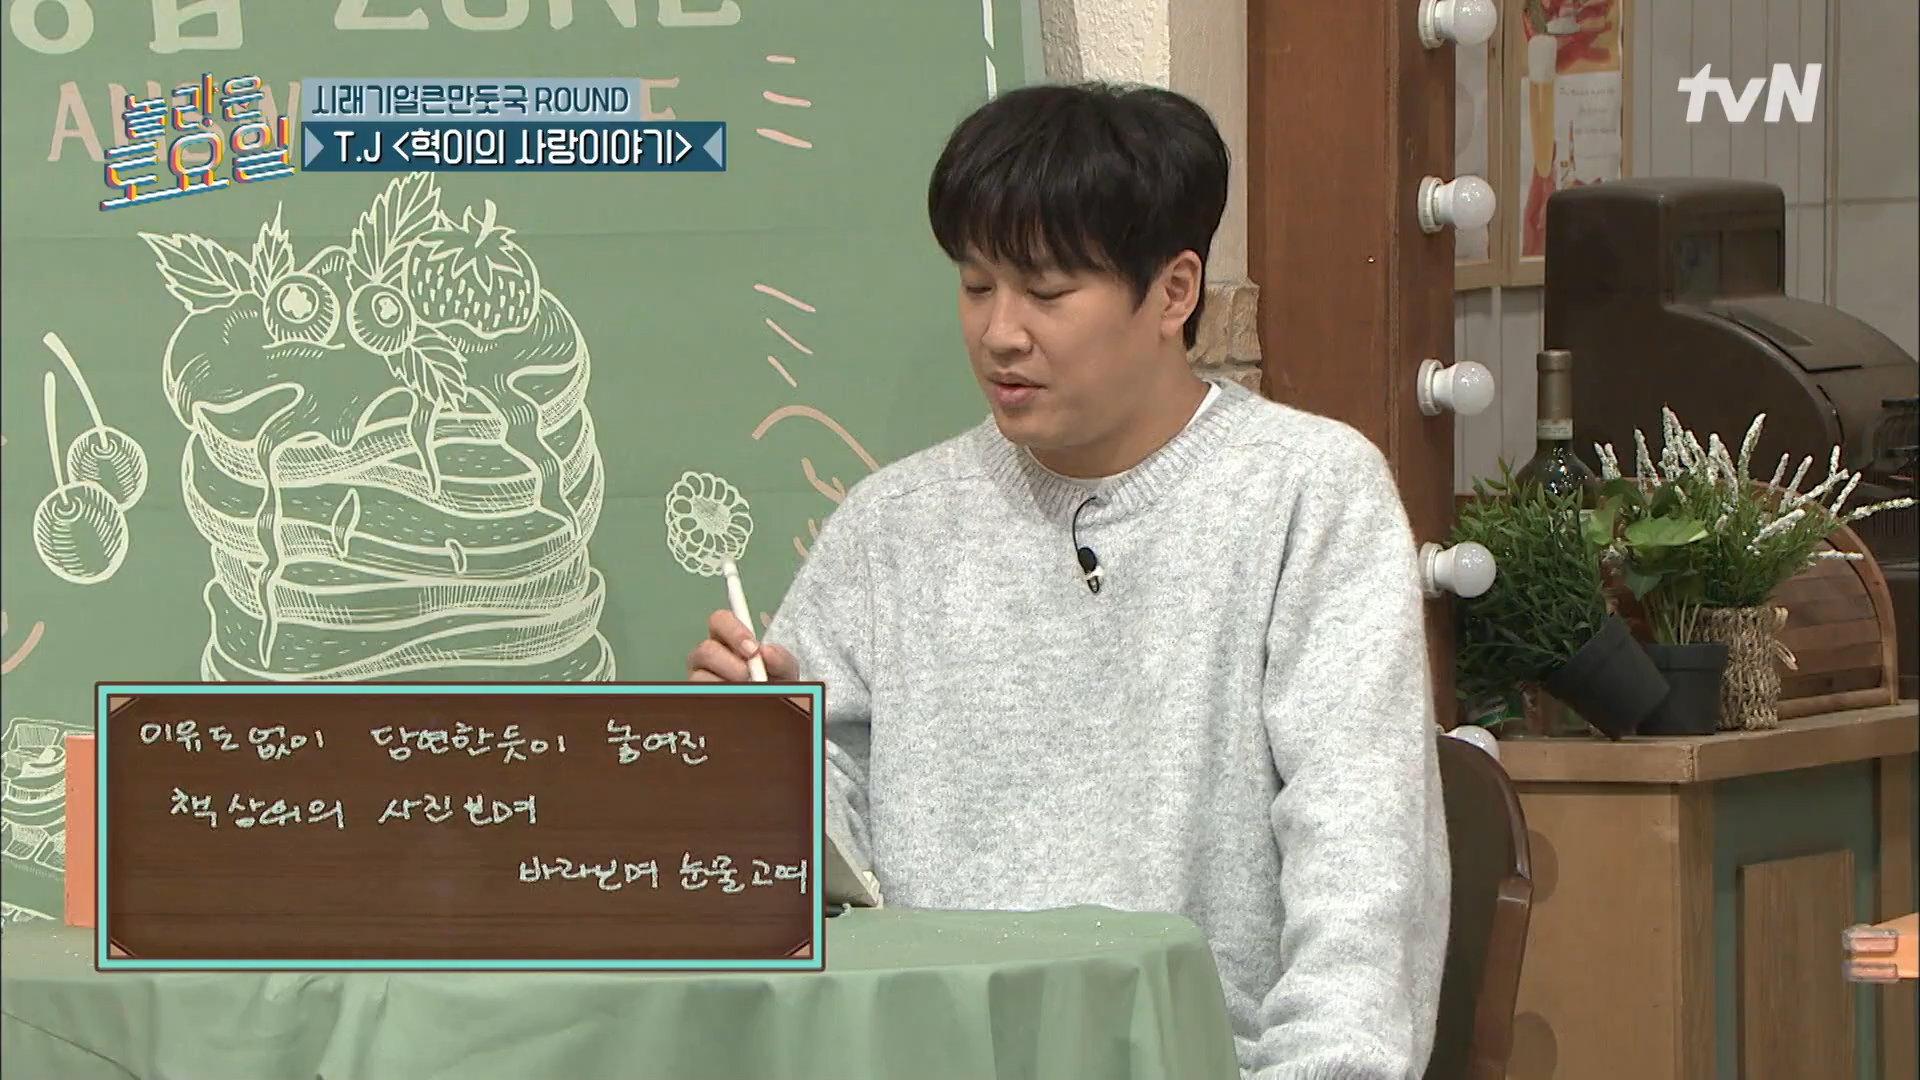 ZONE
놀라운
토요일
시래기얼큰만둣국 ROUND
T.J <혁이의 사랑이야기>
tvN
이유도 없이 당연한듯이 놓여진
책상위의 사진보며
바라보며 눈물고때